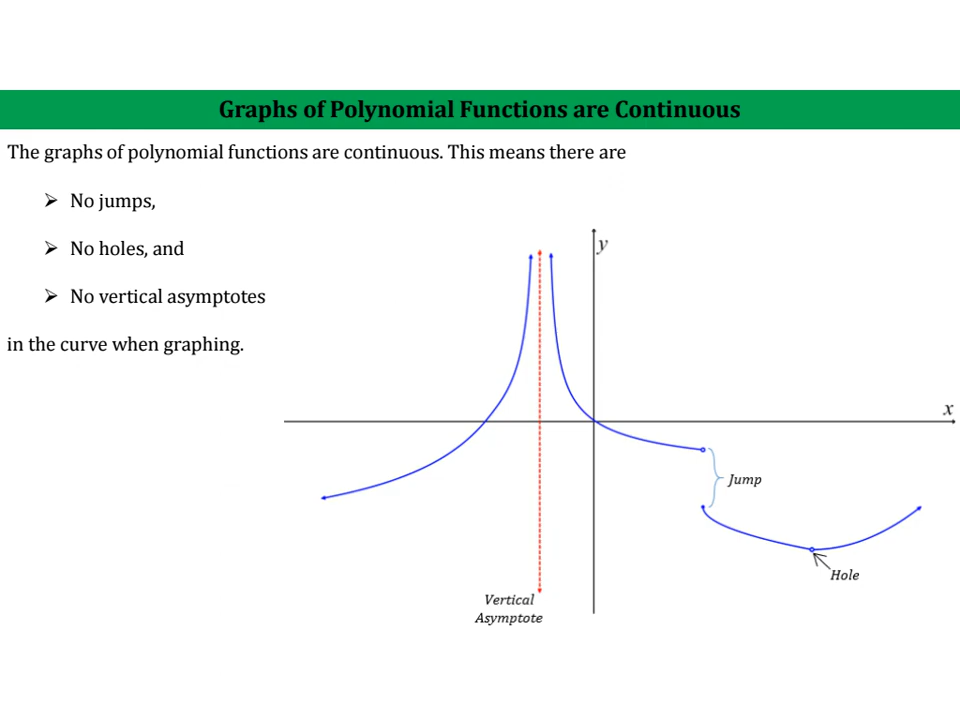 Graphs of Polynomial Functions are Continuous
The graphs of polynomial functions are continuous. This means there are
➢ No jumps,
➢ No holes, and
➢ No vertical asymptotes
in the curve when graphing.
y
x
Jump
Hole
Vertical
Asymptote